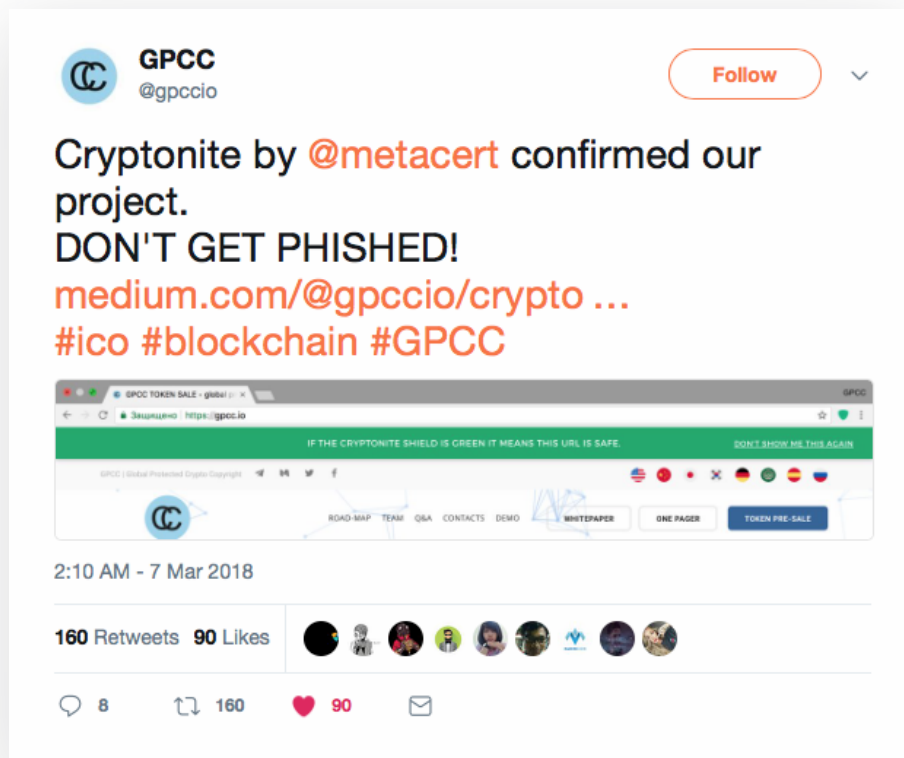 GPCC
@gpccio
Follow
Cryptonite by @metacert confirmed our
project.
DON'T GET PHISHED!
medium.com/@gpccio/crypto ...
#ico #blockchain #GPCC
GPCC TOKEN SALE - global
GPCC
Защищено https://gpcc.io
IF THE CRYPTONITE SHIELD IS GREEN IT MEANS THIS URL IS SAFE.
DON'T SHOW ME THIS AGAIN
GPCC | Global Protected Crypto Copyright
ROAD-MAP TEAM Q&A CONTACTS DEMO WHITEPAPER ONE PAGER TOKEN PRE-SALE
2:10 AM - 7 Mar 2018
160 Retweets 90 Likes
8 160 90